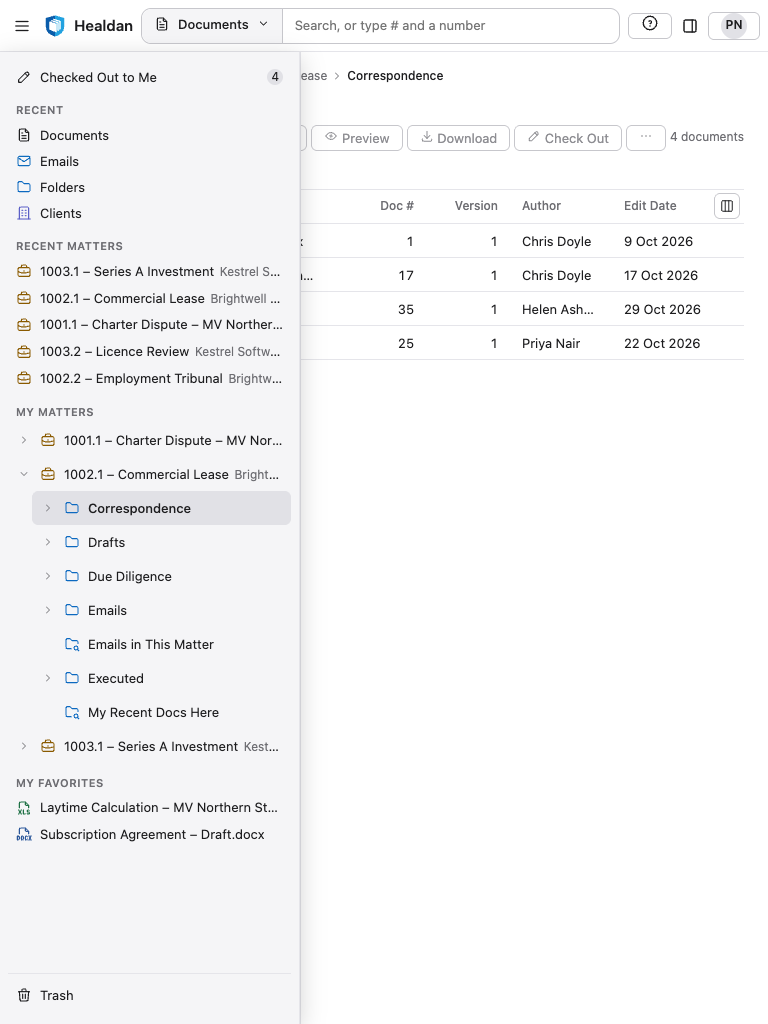 Healdan
Documents
Search, or type # and a number
PN
Checked Out to Me 4
RECENT
Documents
Emails
Folders
Clients
RECENT MATTERS
1003.1 – Series A Investment Kestrel S...
1002.1 – Commercial Lease Brightwell ...
1001.1 – Charter Dispute – MV Norther...
1003.2 – Licence Review Kestrel Softw...
1002.2 – Employment Tribunal Brightw...
MY MATTERS
1001.1 – Charter Dispute – MV Nor...
1002.1 – Commercial Lease Bright...
Correspondence
Drafts
Due Diligence
Emails
Emails in This Matter
Executed
My Recent Docs Here
1003.1 – Series A Investment Kest...
MY FAVORITES
XLS Laytime Calculation – MV Northern St...
DOCX Subscription Agreement – Draft.docx
Trash
ease › Correspondence
Preview Download Check Out ... 4 documents
Doc # Version Author Edit Date
1 1 Chris Doyle 9 Oct 2026
17 1 Chris Doyle 17 Oct 2026
35 1 Helen Ash... 29 Oct 2026
25 1 Priya Nair 22 Oct 2026